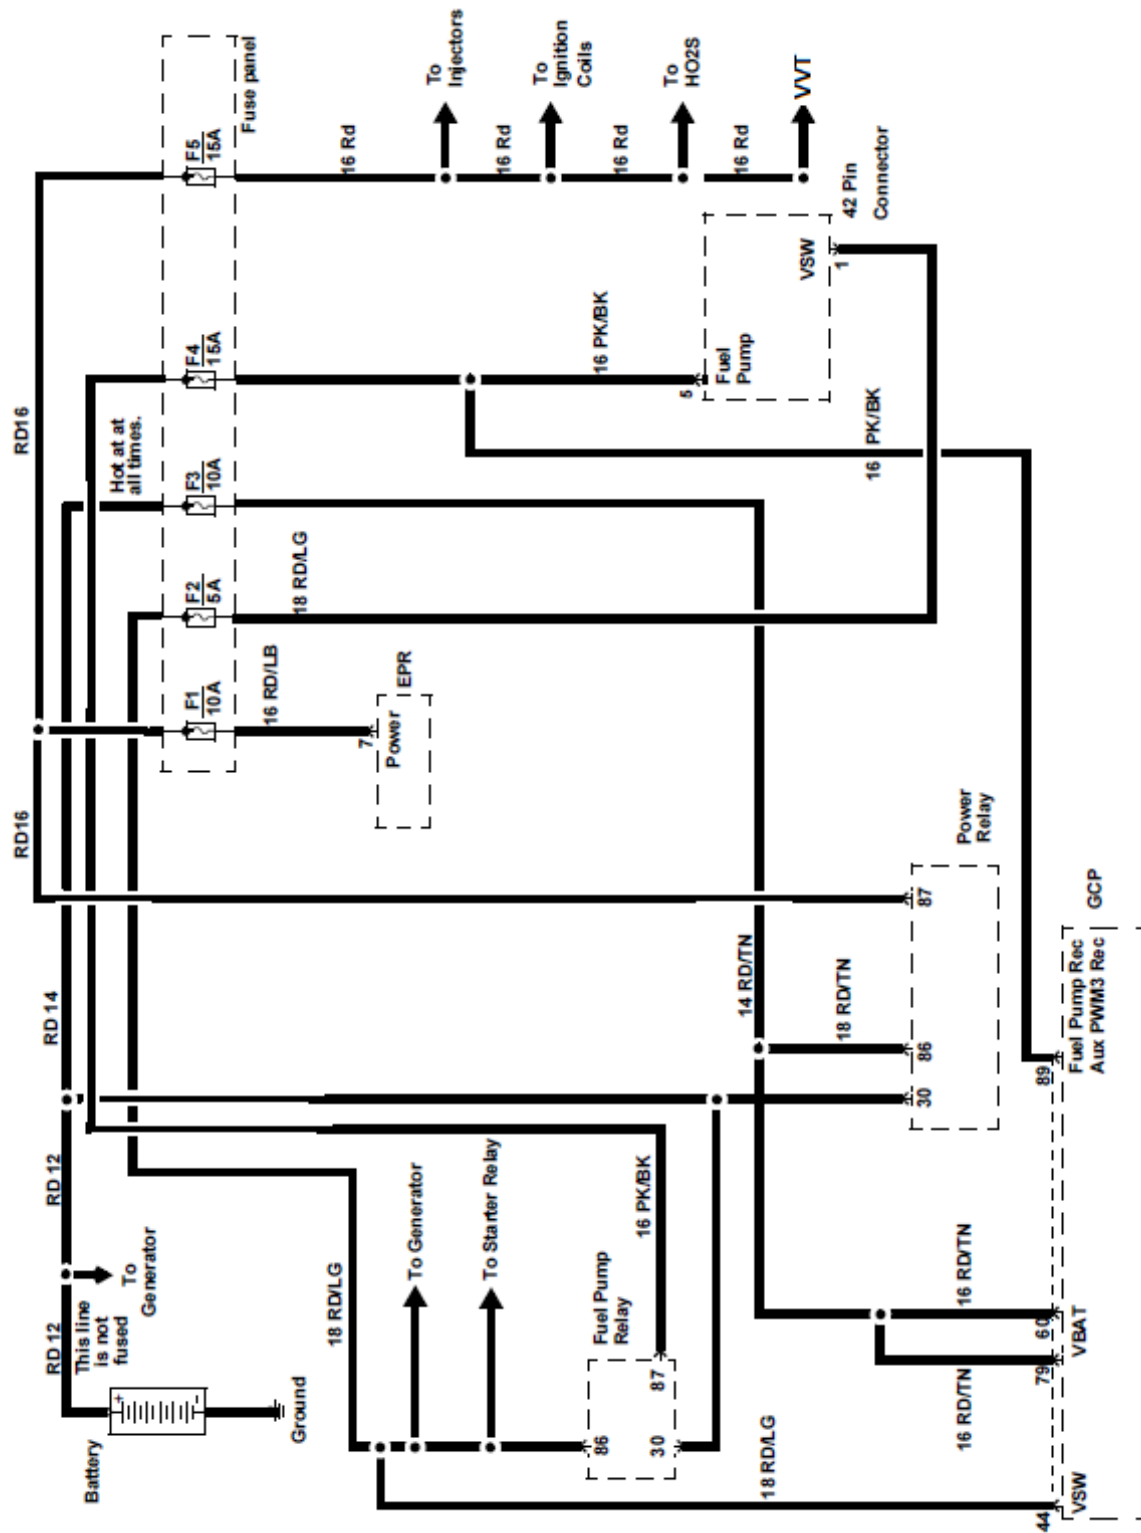 Battery
Ground
RD 12
This line
is not
fused
To
Generator
RD 12
RD 14
RD16
RD16
Hot at at
all times.
F1
10A
F2
5A
F3
10A
F4
15A
F5
15A
Fuse panel
16 RD/LB
18 RD/LG
16 Rd
16 Rd
16 Rd
16 Rd
To
Injectors
To
Ignition
Coils
To
HO2S
VVT
7
Power
EPR
16 PK/BK
5
Fuel
Pump
VSW
1
42 Pin
Connector
16 PK/BK
18 RD/LG
To Generator
To Starter Relay
16 PK/BK
Fuel Pump
Relay
86
30
87
14 RD/TN
18 RD/TN
Power
Relay
30
86
87
18 RD/LG
16 RD/TN
16 RD/TN
44
VSW
79
60
VBAT
89
Fuel Pump Rec
Aux PWM3 Rec
GCP